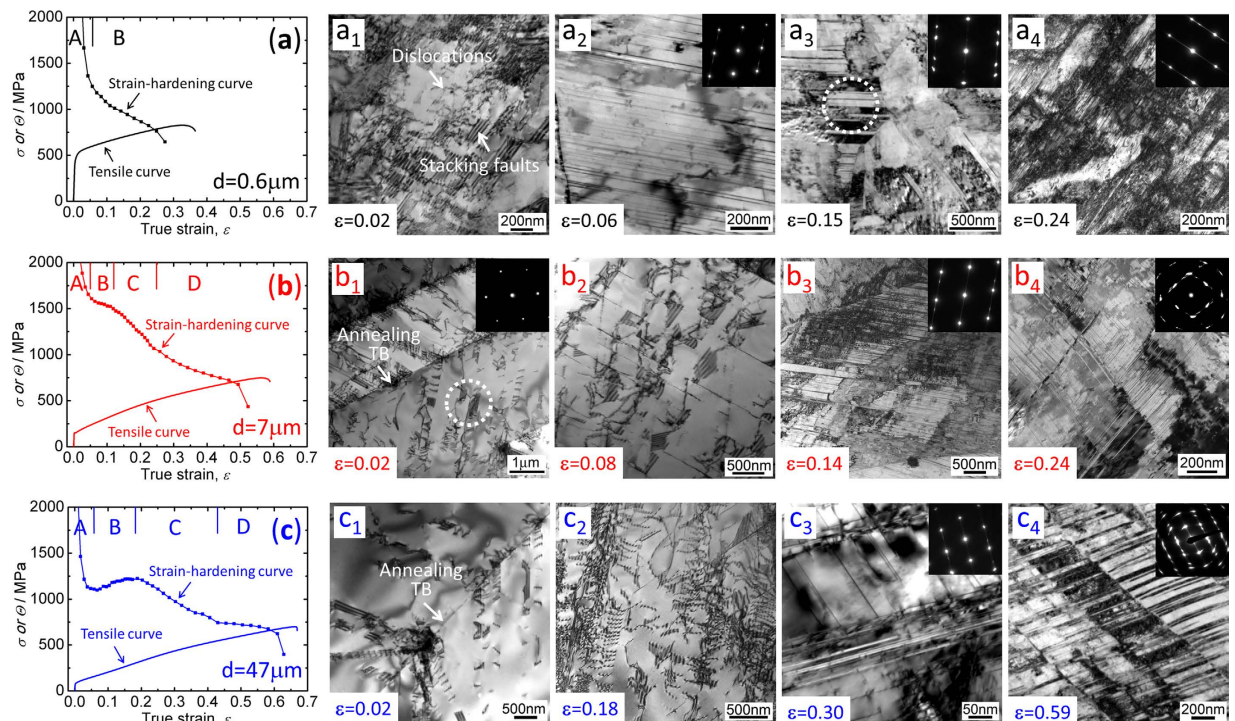 2000
1500
1000
500
0
A
B
(a)
Strain-hardening curve
Tensile curve
d=0.6μm
σ or Θ / MPa
0.0 0.1 0.2 0.3 0.4 0.5 0.6 0.7
True strain, ε
a1
Dislocations
Stacking faults
ε=0.02
200nm
a2
ε=0.06
200nm
a3
ε=0.15
500nm
a4
ε=0.24
200nm
2000
1500
1000
500
0
A B C D
(b)
Strain-hardening curve
Tensile curve
d=7μm
σ or Θ / MPa
0.0 0.1 0.2 0.3 0.4 0.5 0.6 0.7
True strain, ε
b1
Annealing
TB
ε=0.02
1μm
b2
ε=0.08
500nm
b3
ε=0.14
500nm
b4
ε=0.24
200nm
2000
1500
1000
500
0
A B C D
(c)
Strain-hardening curve
Tensile curve
d=47μm
σ or Θ / MPa
0.0 0.1 0.2 0.3 0.4 0.5 0.6 0.7
True strain, ε
c1
Annealing
TB
ε=0.02
500nm
c2
ε=0.18
500nm
c3
ε=0.30
50nm
c4
ε=0.59
200nm